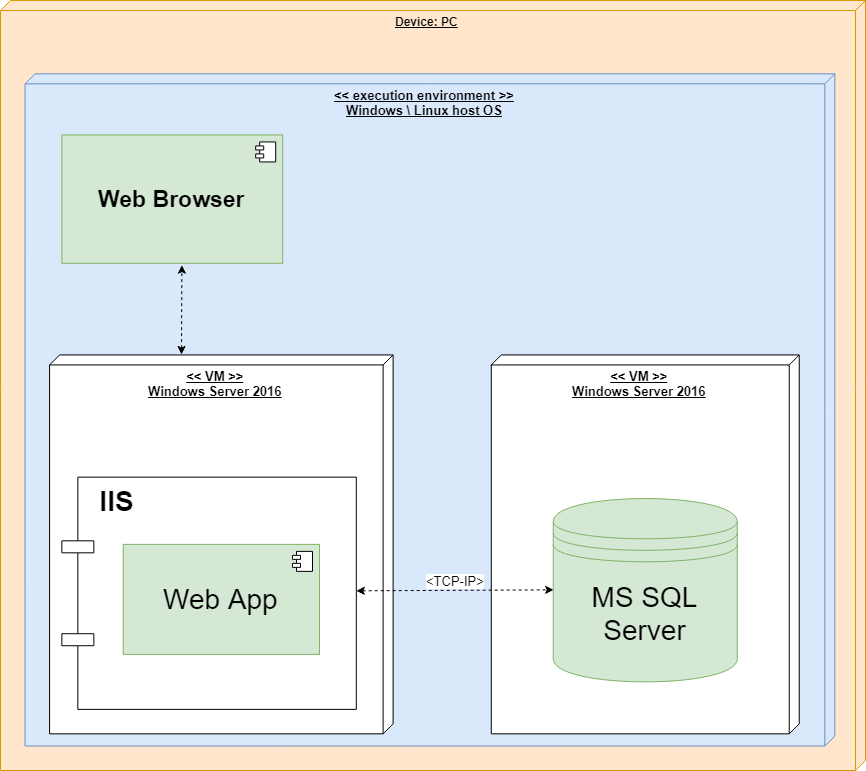 Device: PC
<< execution environment >>
Windows \ Linux host OS
Web Browser
<< VM >>
Windows Server 2016
<< VM >>
Windows Server 2016
IIS
Web App
<TCP-IP>
MS SQL
Server